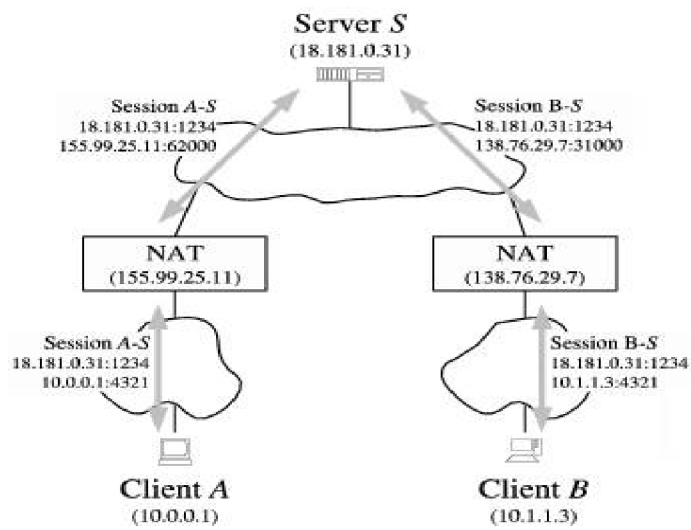 Server S
(18.181.0.31)
Session A-S
18.181.0.31:1234
155.99.25.11:62000
Session B-S
18.181.0.31:1234
138.76.29.7:31000
NAT
(155.99.25.11)
NAT
(138.76.29.7)
Session A-S
18.181.0.31:1234
10.0.0.1:4321
Session B-S
18.181.0.31:1234
10.1.1.3:4321
Client A
(10.0.0.1)
Client B
(10.1.1.3)